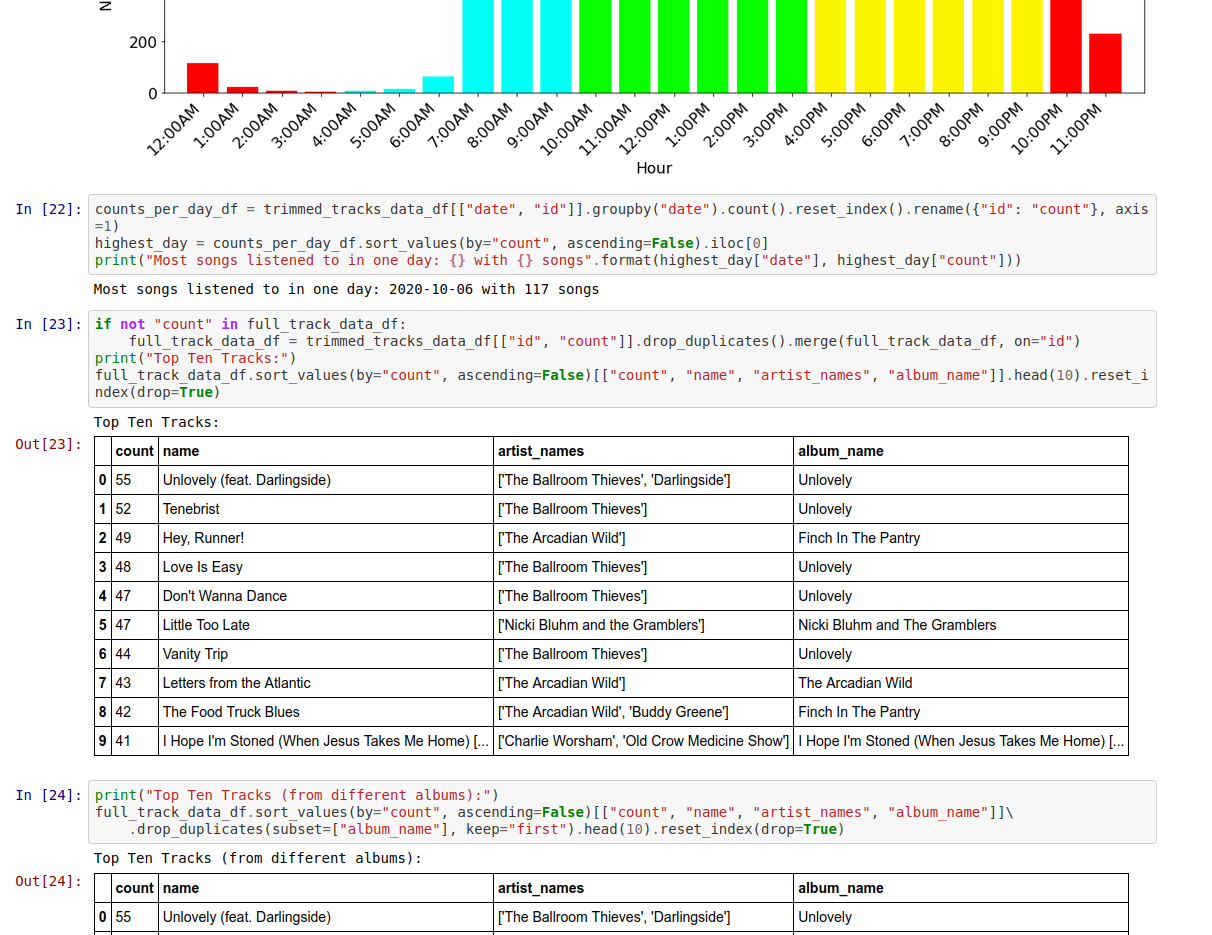 N
200
0
12:00AM 1:00AM 2:00AM 3:00AM 4:00AM 5:00AM 6:00AM 7:00AM 8:00AM 9:00AM 10:00AM 11:00AM 12:00PM 1:00PM 2:00PM 3:00PM 4:00PM 5:00PM 6:00PM 7:00PM 8:00PM 9:00PM 10:00PM 11:00PM
Hour
In [22]: counts_per_day_df = trimmed_tracks_data_df[["date", "id"]].groupby("date").count().reset_index().rename({"id": "count"}, axis
=1)
highest_day = counts_per_day_df.sort_values(by="count", ascending=False).iloc[0]
print("Most songs listened to in one day: {} with {} songs".format(highest_day["date"], highest_day["count"]))
Most songs listened to in one day: 2020-10-06 with 117 songs
In [23]: if not "count" in full_track_data_df:
    full_track_data_df = trimmed_tracks_data_df[["id", "count"]].drop_duplicates().merge(full_track_data_df, on="id")
print("Top Ten Tracks:")
full_track_data_df.sort_values(by="count", ascending=False)[["count", "name", "artist_names", "album_name"]].head(10).reset_i
ndex(drop=True)
Top Ten Tracks:
Out[23]:
count name artist_names album_name
0 55 Unlovely (feat. Darlingside) ['The Ballroom Thieves', 'Darlingside'] Unlovely
1 52 Tenebrist ['The Ballroom Thieves'] Unlovely
2 49 Hey, Runner! ['The Arcadian Wild'] Finch In The Pantry
3 48 Love Is Easy ['The Ballroom Thieves'] Unlovely
4 47 Don't Wanna Dance ['The Ballroom Thieves'] Unlovely
5 47 Little Too Late ['Nicki Bluhm and the Gramblers'] Nicki Bluhm and The Gramblers
6 44 Vanity Trip ['The Ballroom Thieves'] Unlovely
7 43 Letters from the Atlantic ['The Arcadian Wild'] The Arcadian Wild
8 42 The Food Truck Blues ['The Arcadian Wild', 'Buddy Greene'] Finch In The Pantry
9 41 I Hope I'm Stoned (When Jesus Takes Me Home) [... ['Charlie Worsham', 'Old Crow Medicine Show'] I Hope I'm Stoned (When Jesus Takes Me Home) [...
In [24]: print("Top Ten Tracks (from different albums):")
full_track_data_df.sort_values(by="count", ascending=False)[["count", "name", "artist_names", "album_name"]]\
    .drop_duplicates(subset=["album_name"], keep="first").head(10).reset_index(drop=True)
Top Ten Tracks (from different albums):
Out[24]:
count name artist_names album_name
0 55 Unlovely (feat. Darlingside) ['The Ballroom Thieves', 'Darlingside'] Unlovely